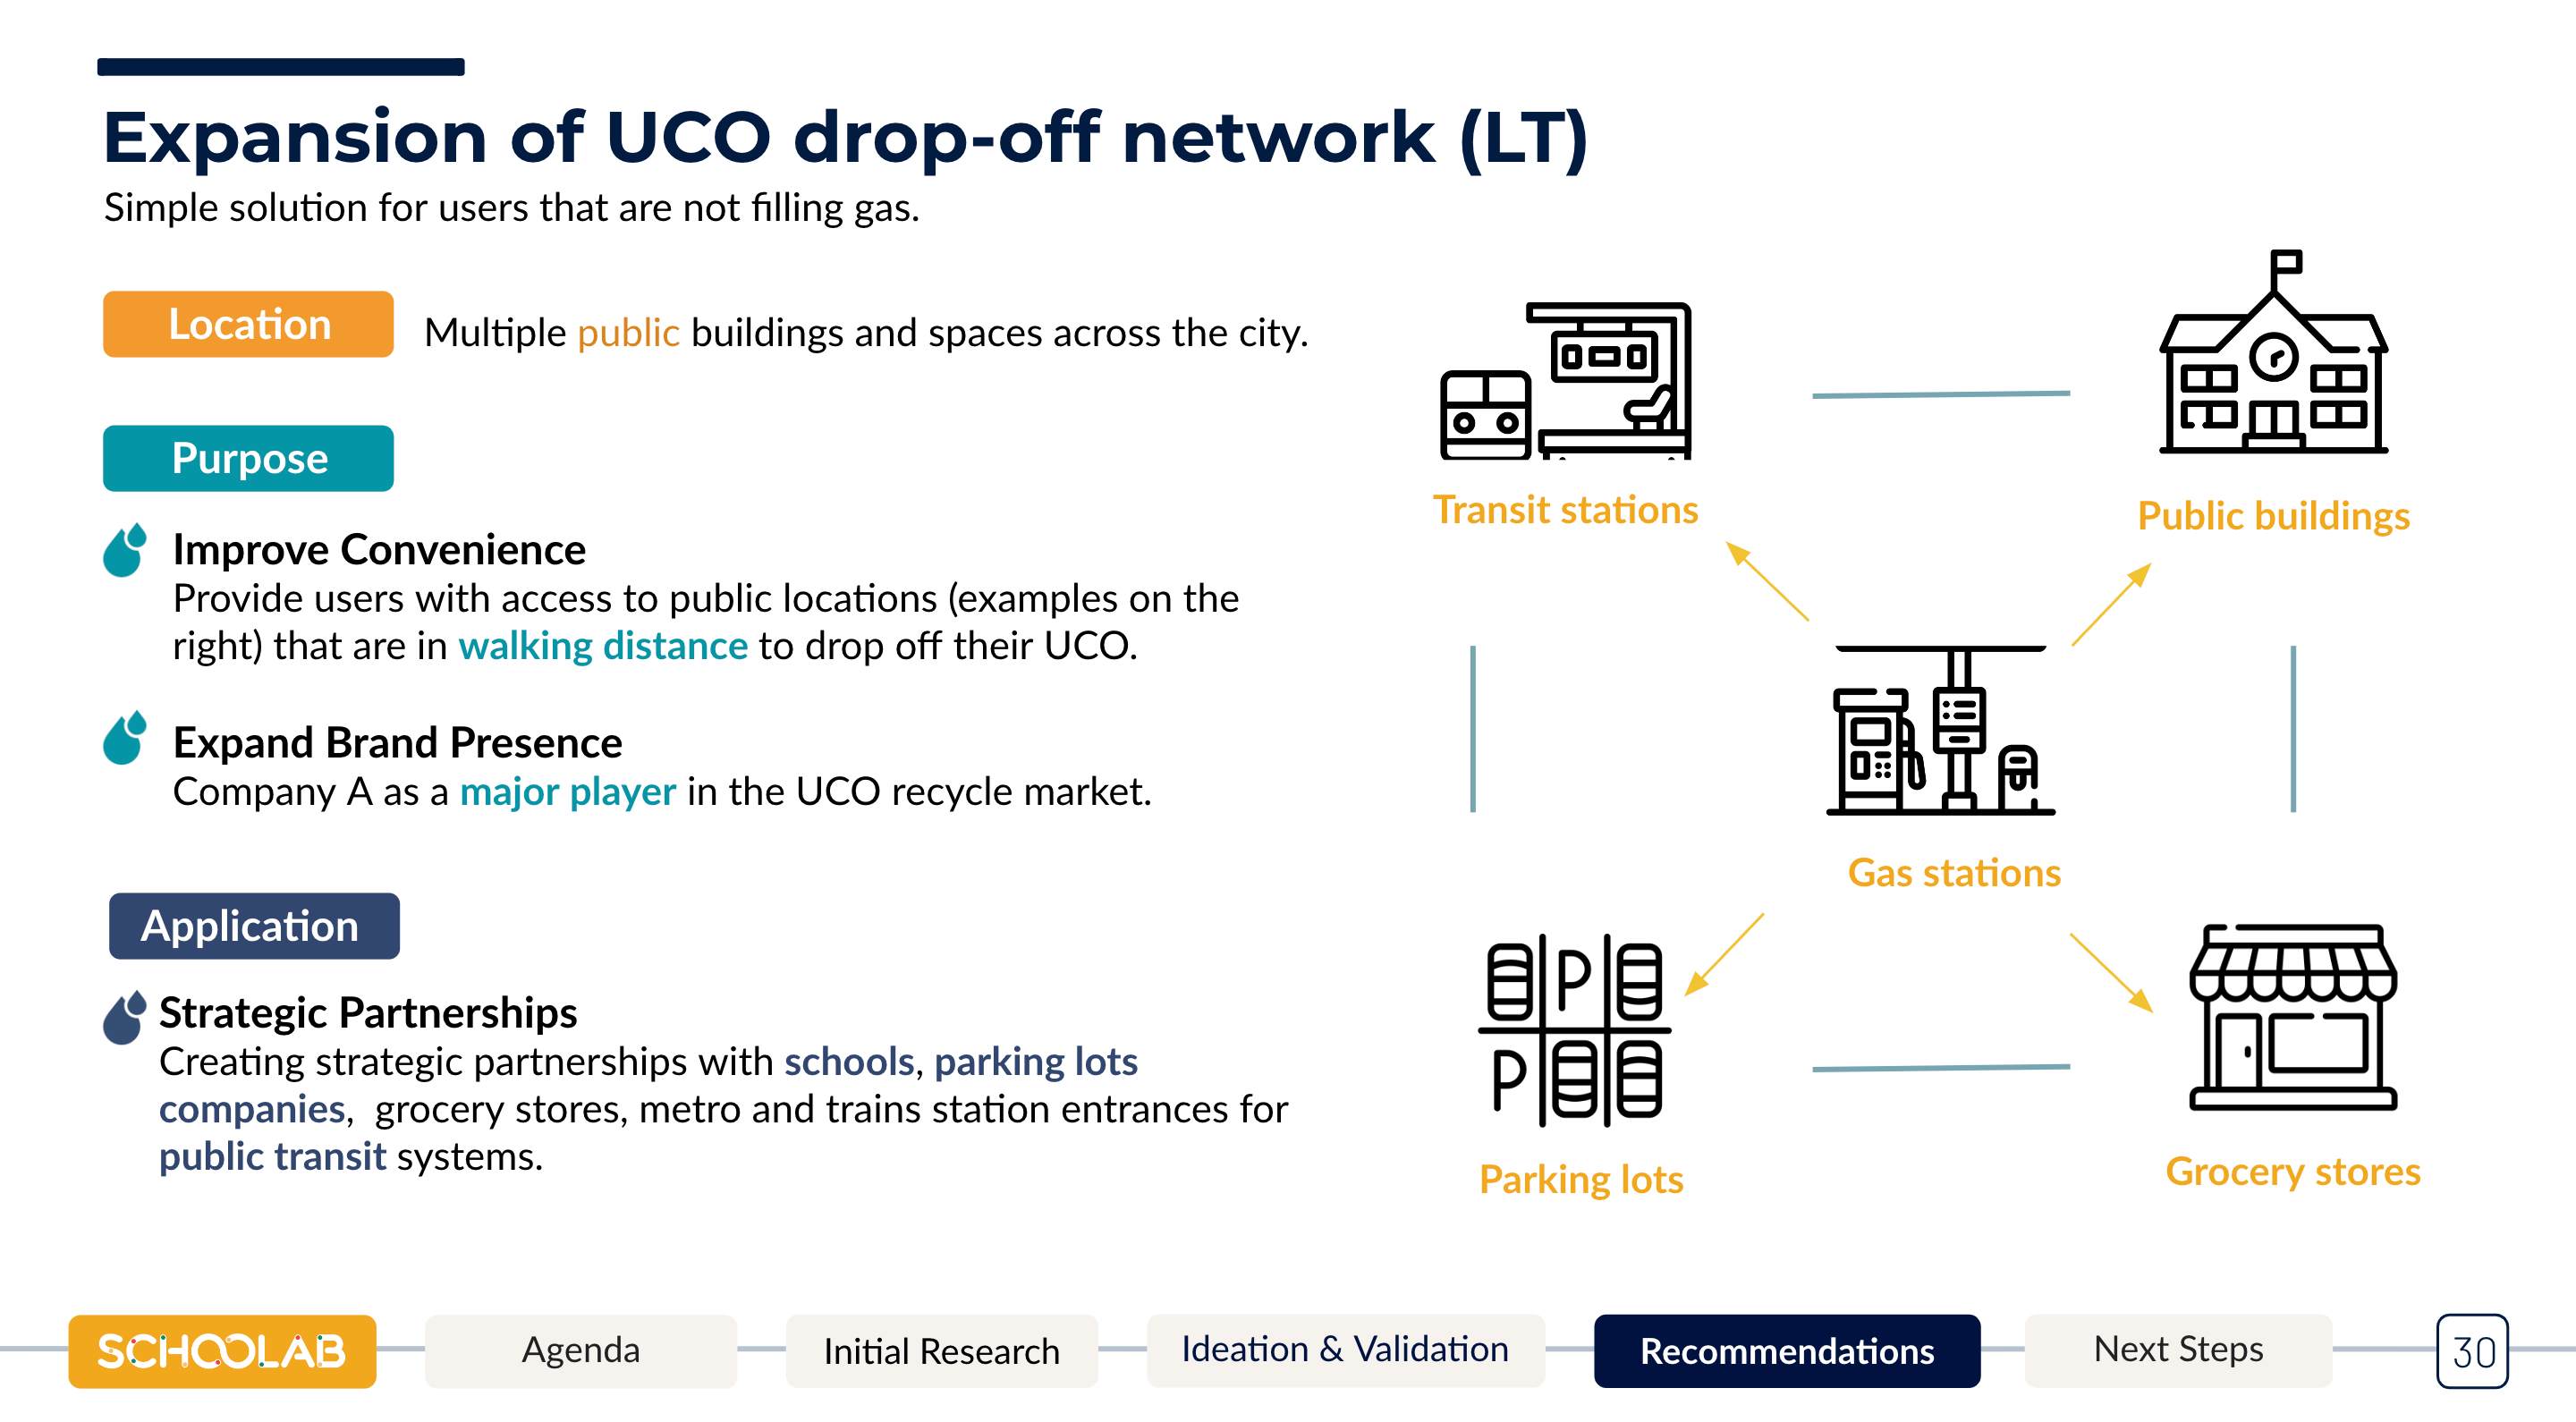 Expansion of UCO drop-off network (LT)
Simple solution for users that are not filling gas.
Location
Multiple public buildings and spaces across the city.
Purpose
Improve Convenience
Provide users with access to public locations (examples on the
right) that are in walking distance to drop off their UCO.
Expand Brand Presence
Company A as a major player in the UCO recycle market.
Application
Strategic Partnerships
Creating strategic partnerships with schools, parking lots
companies,  grocery stores, metro and trains station entrances for
public transit systems.
Transit stations
Public buildings
Gas stations
P
P
Parking lots
Grocery stores
SCHOOLAB
Agenda
Initial Research
Ideation & Validation
Recommendations
Next Steps
30